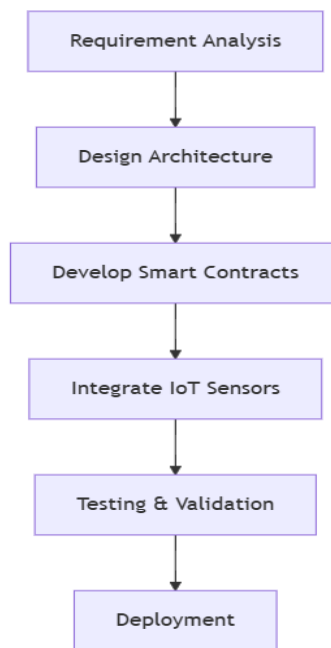 Requirement Analysis
Design Architecture
Develop Smart Contracts
Integrate IoT Sensors
Testing & Validation
Deployment